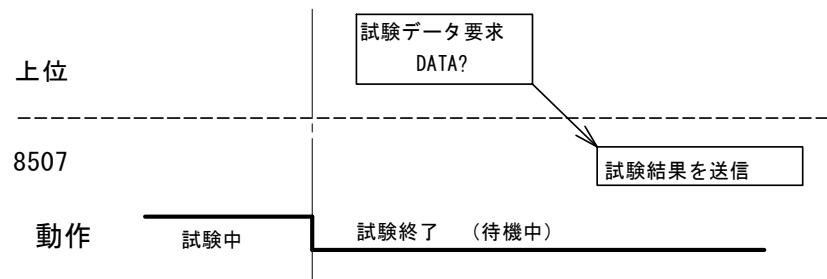 試験データ要求
DATA?
上位
8507
試験結果を送信
動作
試験中
試験終了 （待機中）